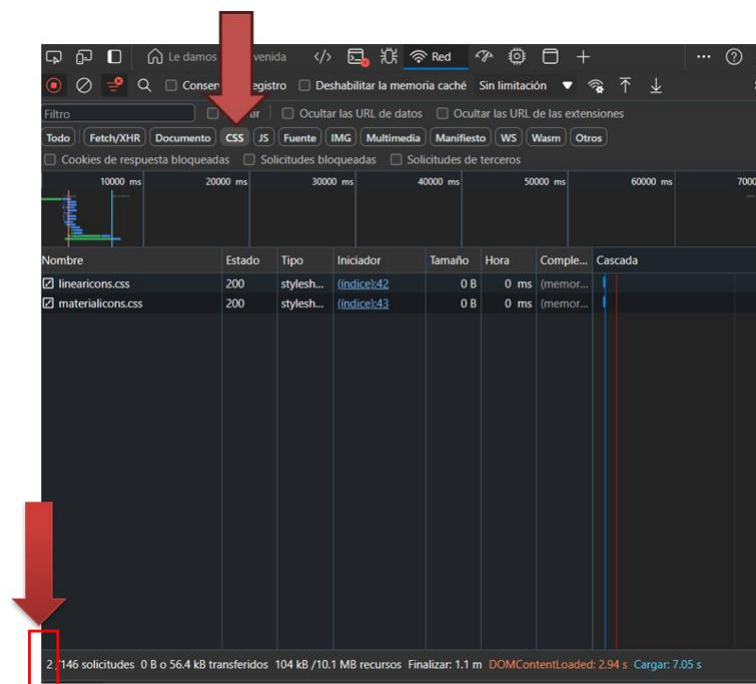 Le damos venida </> Red
Conser egistro Deshabilitar la memoria caché Sin limitación
Filtro Ocultar las URL de datos Ocultar las URL de las extensiones
Todo Fetch/XHR Documento CSS JS Fuente IMG Multimedia Manifiesto WS Wasm Otros
Cookies de respuesta bloqueadas Solicitudes bloqueadas Solicitudes de terceros
10000 ms 20000 ms 30000 ms 40000 ms 50000 ms 60000 ms 7000
Nombre Estado Tipo Iniciador Tamaño Hora Comple... Cascada
linearicons.css 200 stylesh... (índice):42 0 B 0 ms (memor...
materialicons.css 200 stylesh... (índice):43 0 B 0 ms (memor...
2 /146 solicitudes 0 B o 56.4 kB transferidos 104 kB /10.1 MB recursos Finalizar: 1.1 m DOMContentLoaded: 2.94 s Cargar: 7.05 s